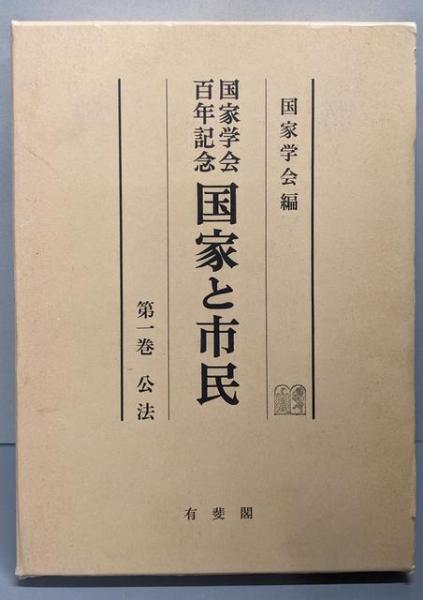 国家学会編
国家学会
百年記念
国家と市民
第一巻 公法
有斐閣